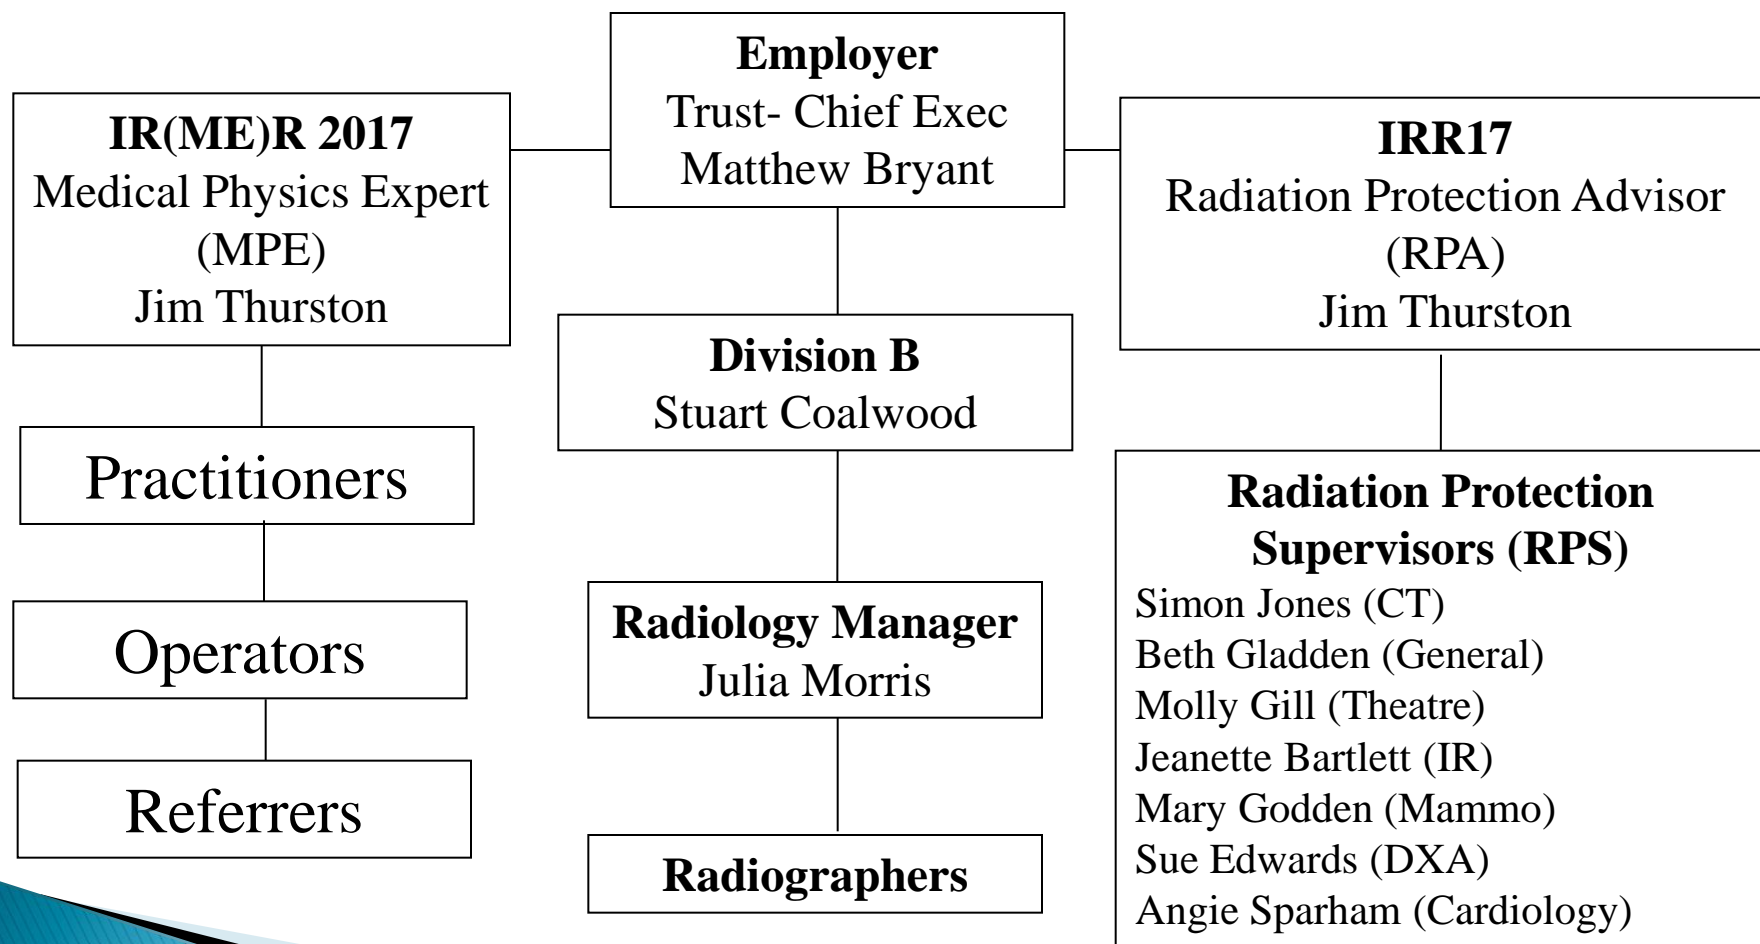 Employer
Trust- Chief Exec
Matthew Bryant
IR(ME)R 2017
Medical Physics Expert
(MPE)
Jim Thurston
IRR17
Radiation Protection Advisor
(RPA)
Jim Thurston
Division B
Stuart Coalwood
Practitioners
Operators
Referrers
Radiology Manager
Julia Morris
Radiographers
Radiation Protection
Supervisors (RPS)
Simon Jones (CT)
Beth Gladden (General)
Molly Gill (Theatre)
Jeanette Bartlett (IR)
Mary Godden (Mammo)
Sue Edwards (DXA)
Angie Sparham (Cardiology)